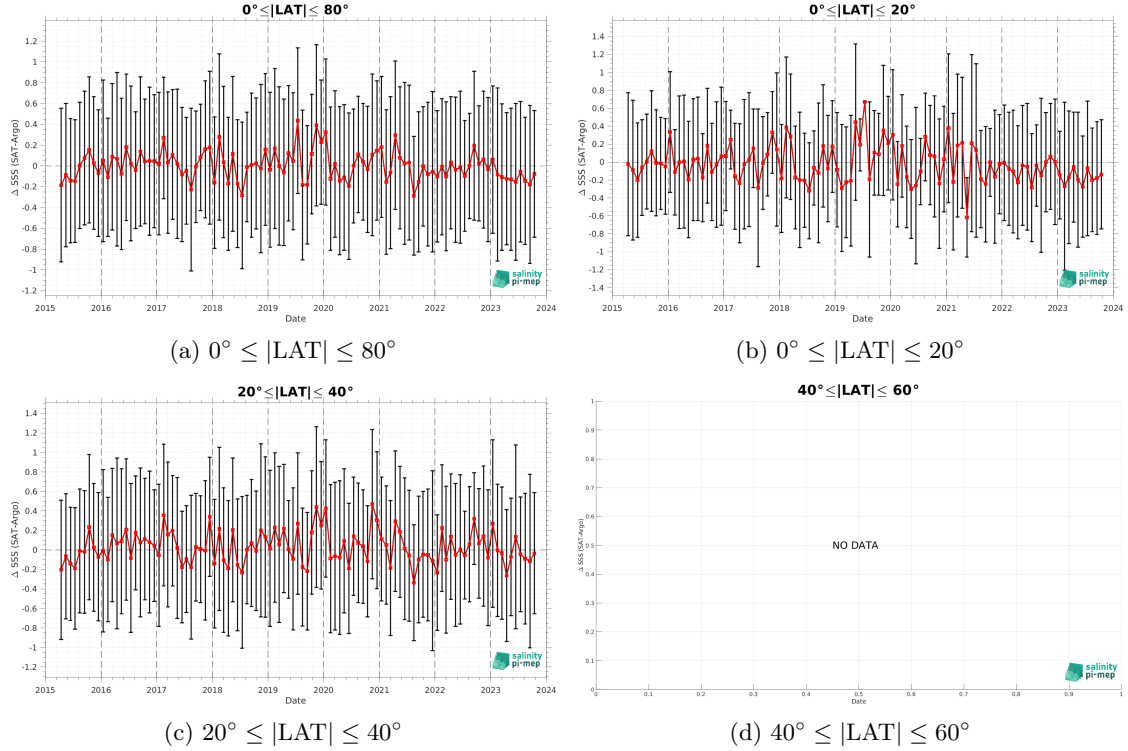 0°≤|LAT|≤ 80°
Δ SSS (SAT-Argo)
1.2
1
0.8
0.6
0.4
0.2
0
-0.2
-0.4
-0.6
-0.8
-1
-1.2
2015 2016 2017 2018 2019 2020 2021 2022 2023 2024
Date
salinity
pi-mep
(a) 0° ≤ |LAT| ≤ 80°
0°≤|LAT|≤ 20°
Δ SSS (SAT-Argo)
1.4
1.2
1
0.8
0.6
0.4
0.2
0
-0.2
-0.4
-0.6
-0.8
-1
-1.2
-1.4
2015 2016 2017 2018 2019 2020 2021 2022 2023 2024
Date
salinity
pi-mep
(b) 0° ≤ |LAT| ≤ 20°
20°≤|LAT|≤ 40°
Δ SSS (SAT-Argo)
1.4
1.2
1
0.8
0.6
0.4
0.2
0
-0.2
-0.4
-0.6
-0.8
-1
-1.2
2015 2016 2017 2018 2019 2020 2021 2022 2023 2024
Date
salinity
pi-mep
(c) 20° ≤ |LAT| ≤ 40°
40°≤|LAT|≤ 60°
Δ SSS (SAT-Argo)
1
0.9
0.8
0.7
0.6
0.5
0.4
0.3
0.2
0.1
0
NO DATA
0 0.1 0.2 0.3 0.4 0.5 0.6 0.7 0.8 0.9 1
Date
salinity
pi-mep
(d) 40° ≤ |LAT| ≤ 60°